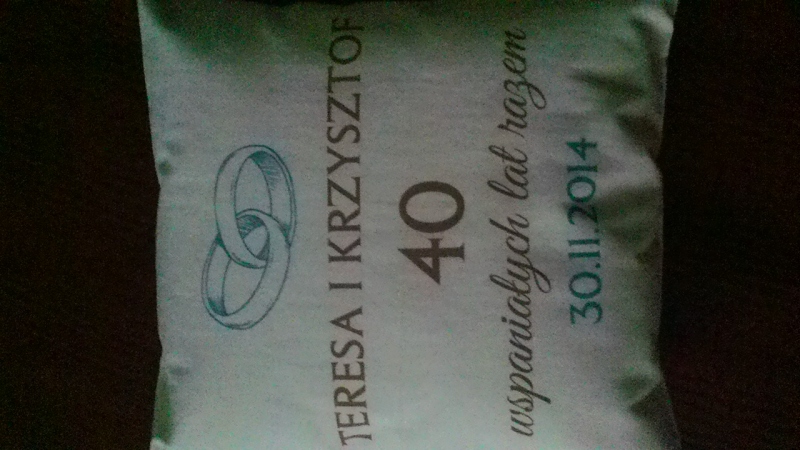 TERESA I KRZYSZTOF
40
wspaniałych lat razem
30.11.2014